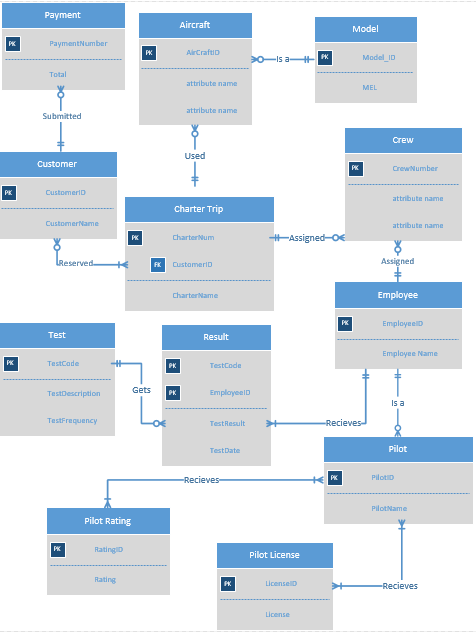 Payment
PK PaymentNumber
Total
Submitted
Aircraft
PK AirCraftID
attribute name
attribute name
Is a
Model
PK Model_ID
MEL
Used
Customer
PK CustomerID
CustomerName
Reserved
Charter Trip
PK CharterNum
FK CustomerID
CharterName
Assigned
Crew
PK CrewNumber
attribute name
attribute name
Assigned
Employee
PK EmployeeID
Employee Name
Test
PK TestCode
TestDescription
TestFrequency
Gets
Result
PK TestCode
PK EmployeeID
TestResult
TestDate
Recieves
Is a
Pilot
PK PilotID
PilotName
Recieves
Pilot Rating
PK RatingID
Rating
Pilot License
PK LicenseID
License
Recieves